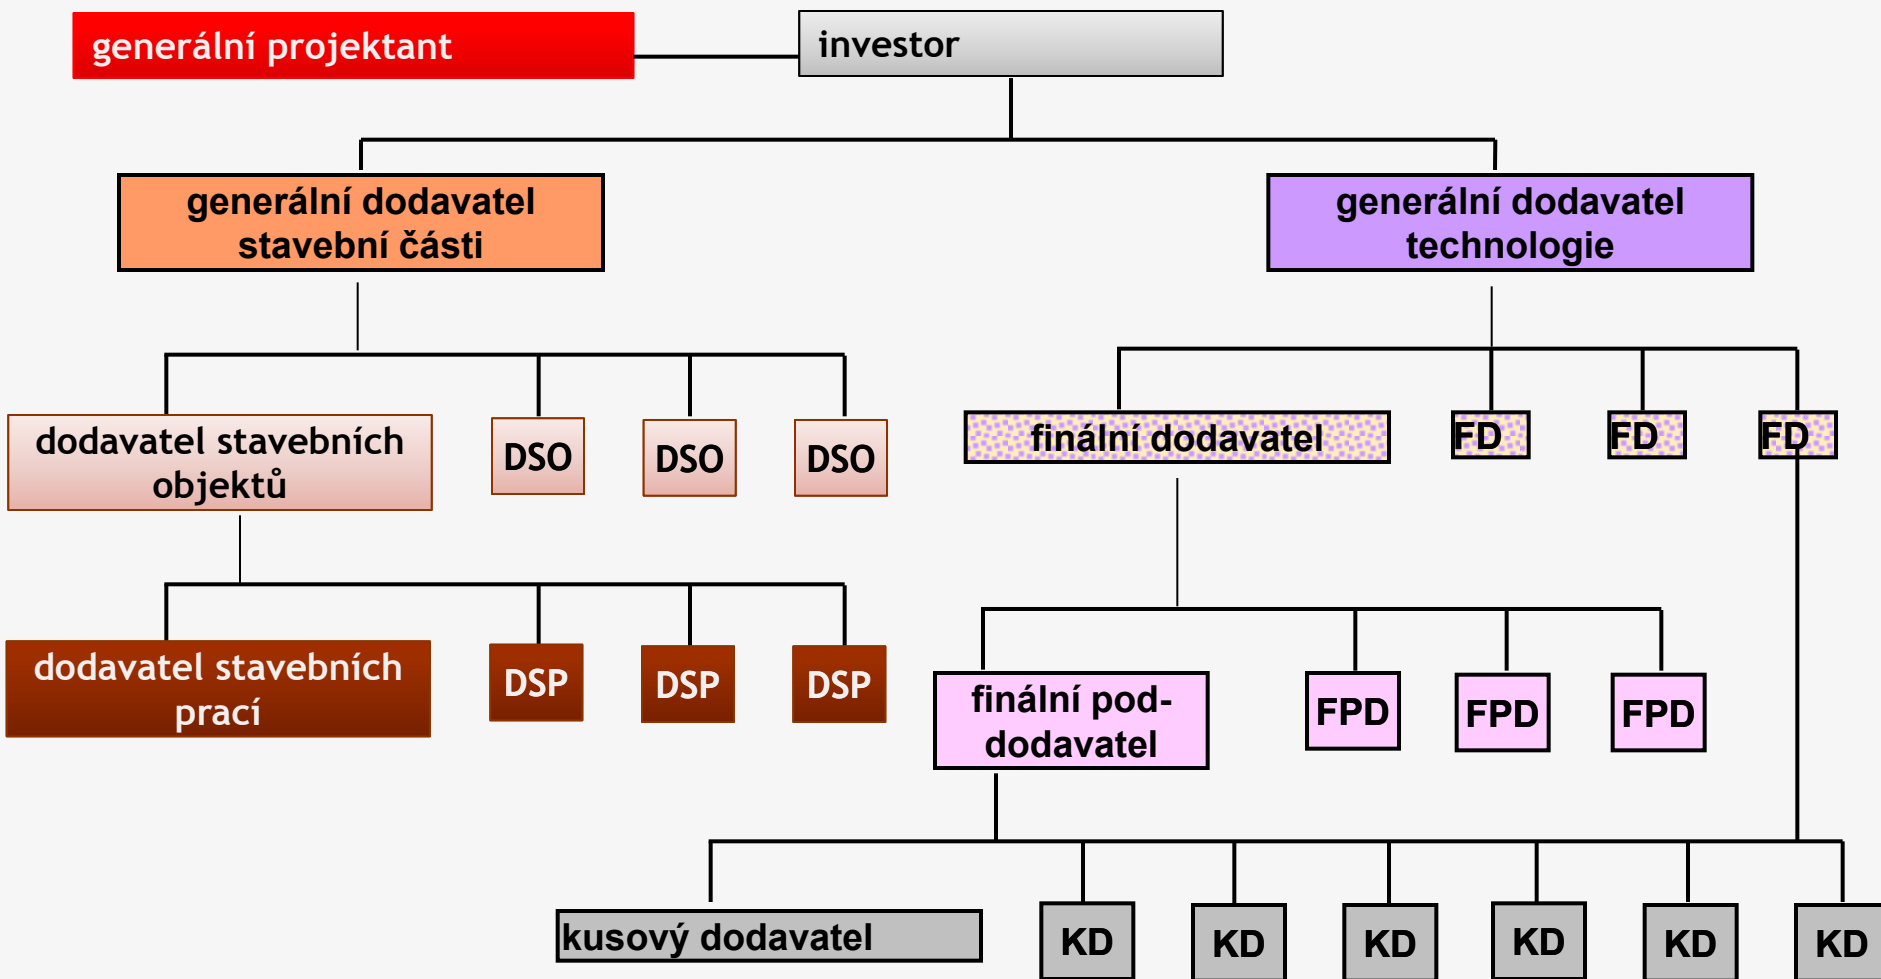 generální projektant
investor
generální dodavatel
stavební části
generální dodavatel
technologie
dodavatel stavebních
objektů
DSO
DSO
DSO
finální dodavatel
FD
FD
FD
dodavatel stavebních
prací
DSP
DSP
DSP
finální pod-
dodavatel
FPD
FPD
FPD
kusový dodavatel
KD
KD
KD
KD
KD
KD